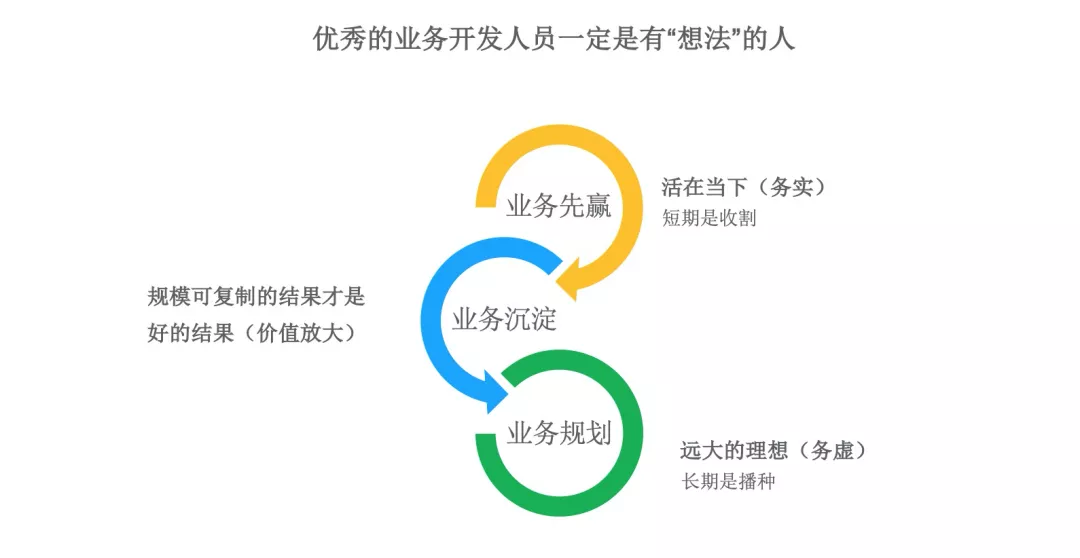 优秀的业务开发人员一定是有“想法”的人
业务先赢
活在当下（务实）
短期是收割
规模可复制的结果才是
好的结果（价值放大）
业务沉淀
业务规划
远大的理想（务虚）
长期是播种